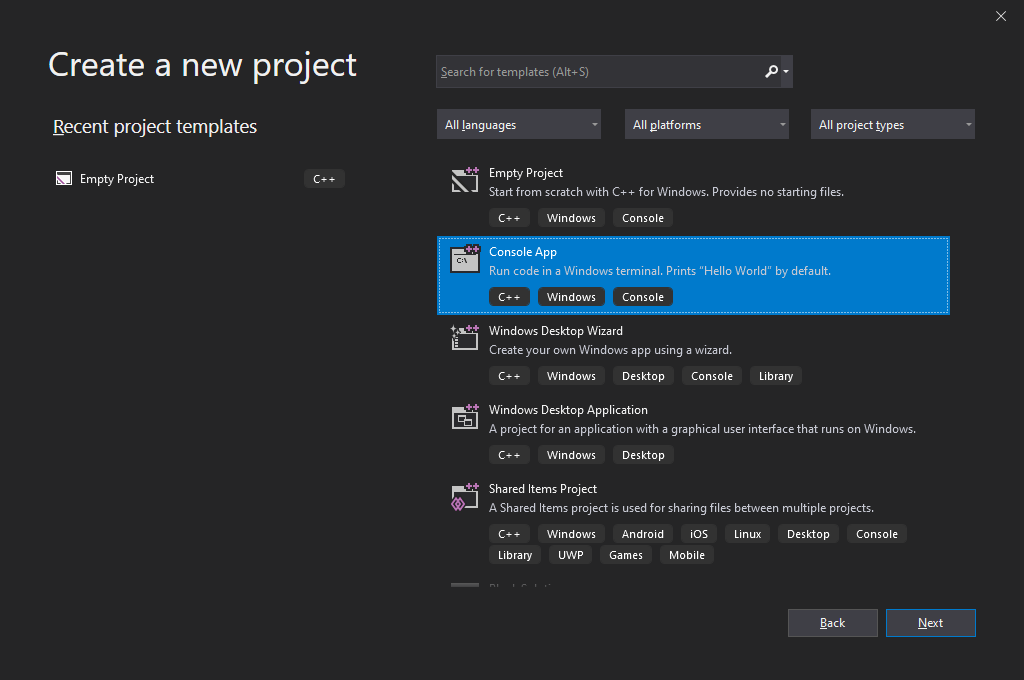 Create a new project
Search for templates (Alt+S)
All languages
All platforms
All project types
Recent project templates
Empty Project
C++
Empty Project
Start from scratch with C++ for Windows. Provides no starting files.
C++ Windows Console
Console App
Run code in a Windows terminal. Prints "Hello World" by default.
C++ Windows Console
Windows Desktop Wizard
Create your own Windows app using a wizard.
C++ Windows Desktop Console Library
Windows Desktop Application
A project for an application with a graphical user interface that runs on Windows.
C++ Windows Desktop
Shared Items Project
A Shared Items project is used for sharing files between multiple projects.
C++ Windows Android iOS Linux Desktop Console
Library UWP Games Mobile
Back
Next